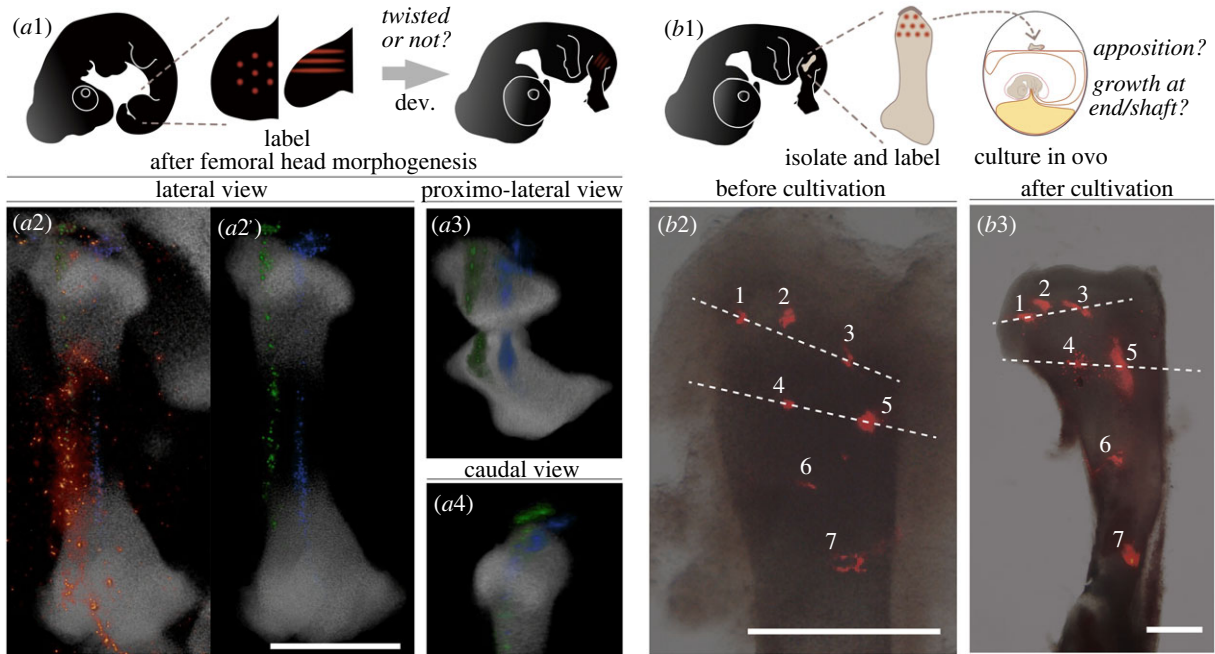 (a1)
twisted
or not?
dev.
label
after femoral head morphogenesis
lateral view
proximo-lateral view
(a2)
(a2')
(a3)
caudal view
(a4)
(b1)
apposition?
growth at
end/shaft?
isolate and label
culture in ovo
before cultivation
after cultivation
(b2)
1
2
3
4
5
6
7
(b3)
1
2
3
4
5
6
7